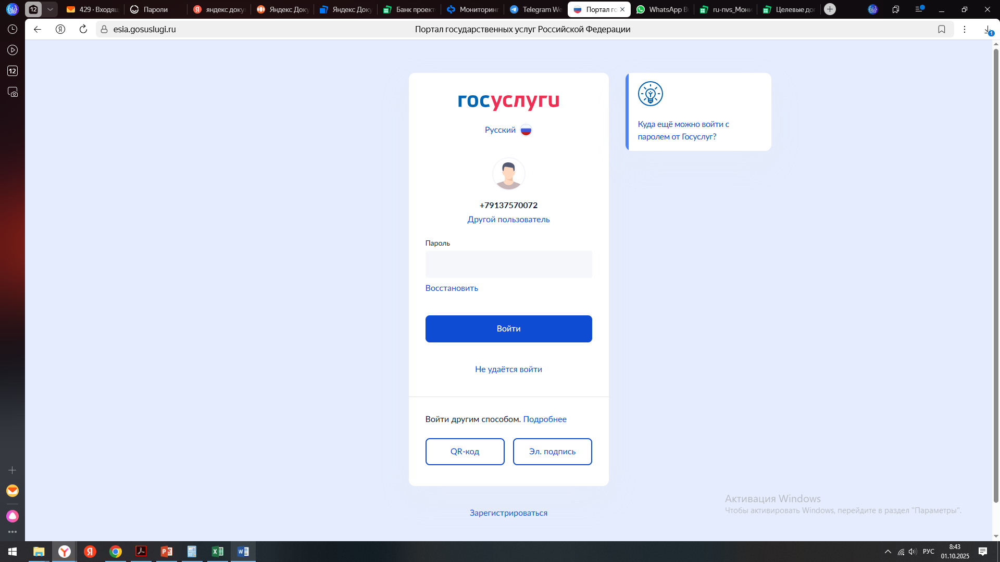 12
429 · Входящ
Пароли
яндекс доку
Яндекс Доку
Яндекс Доку
Банк проект
Мониторинг
Telegram We
Портал го
WhatsApp B
ru-nvs_Мони
Целевые до
esia.gosuslugi.ru
Портал государственных услуг Российской Федерации
1
12
госуслуги
Русский
Куда ещё можно войти с
паролем от Госуслуг?
+79137570072
Другой пользователь
Пароль
Восстановить
Войти
Не удаётся войти
Войти другим способом. Подробнее
QR-код
Эл. подпись
Зарегистрироваться
Активация Windows
Чтобы активировать Windows, перейдите в раздел "Параметры".
РУС
8:43
01.10.2025